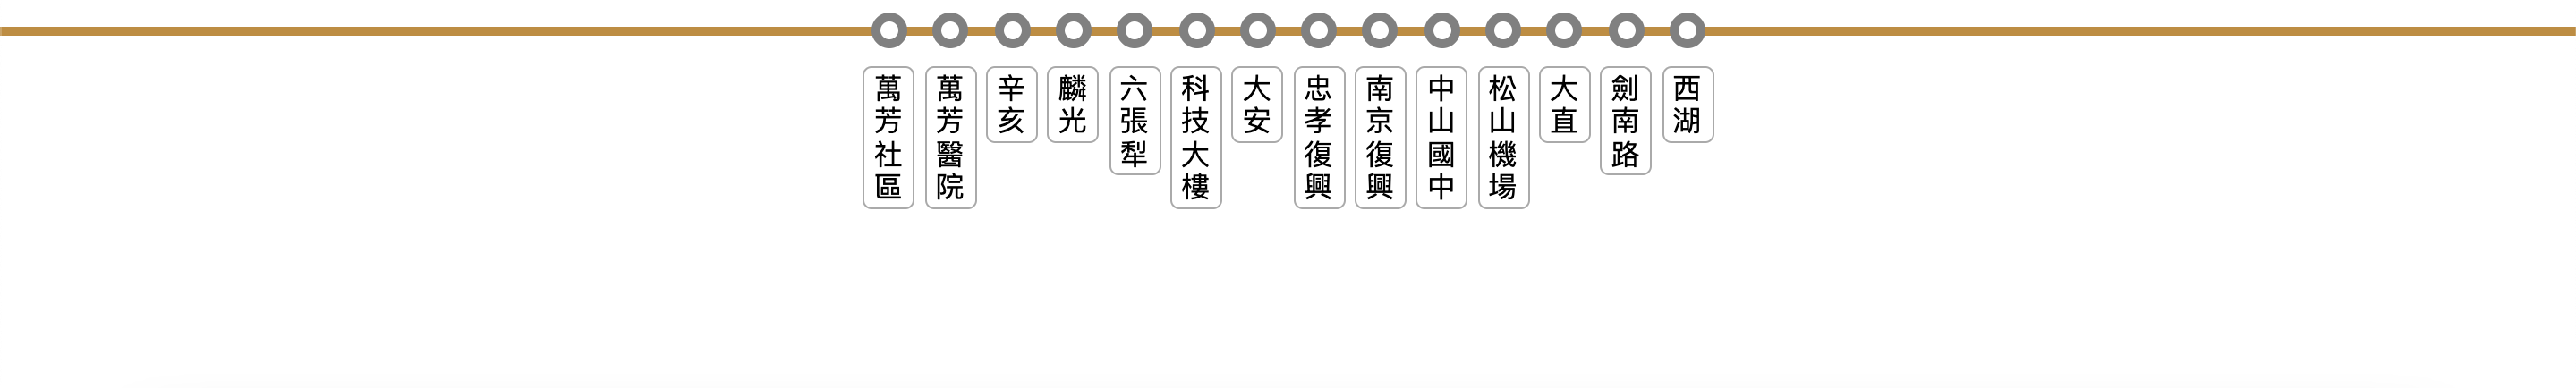 萬芳社區
萬芳醫院
辛亥
麟光
六張犁
科技大樓
大安
忠孝復興
南京復興
中山國中
松山機場
大直
劍南路
西湖